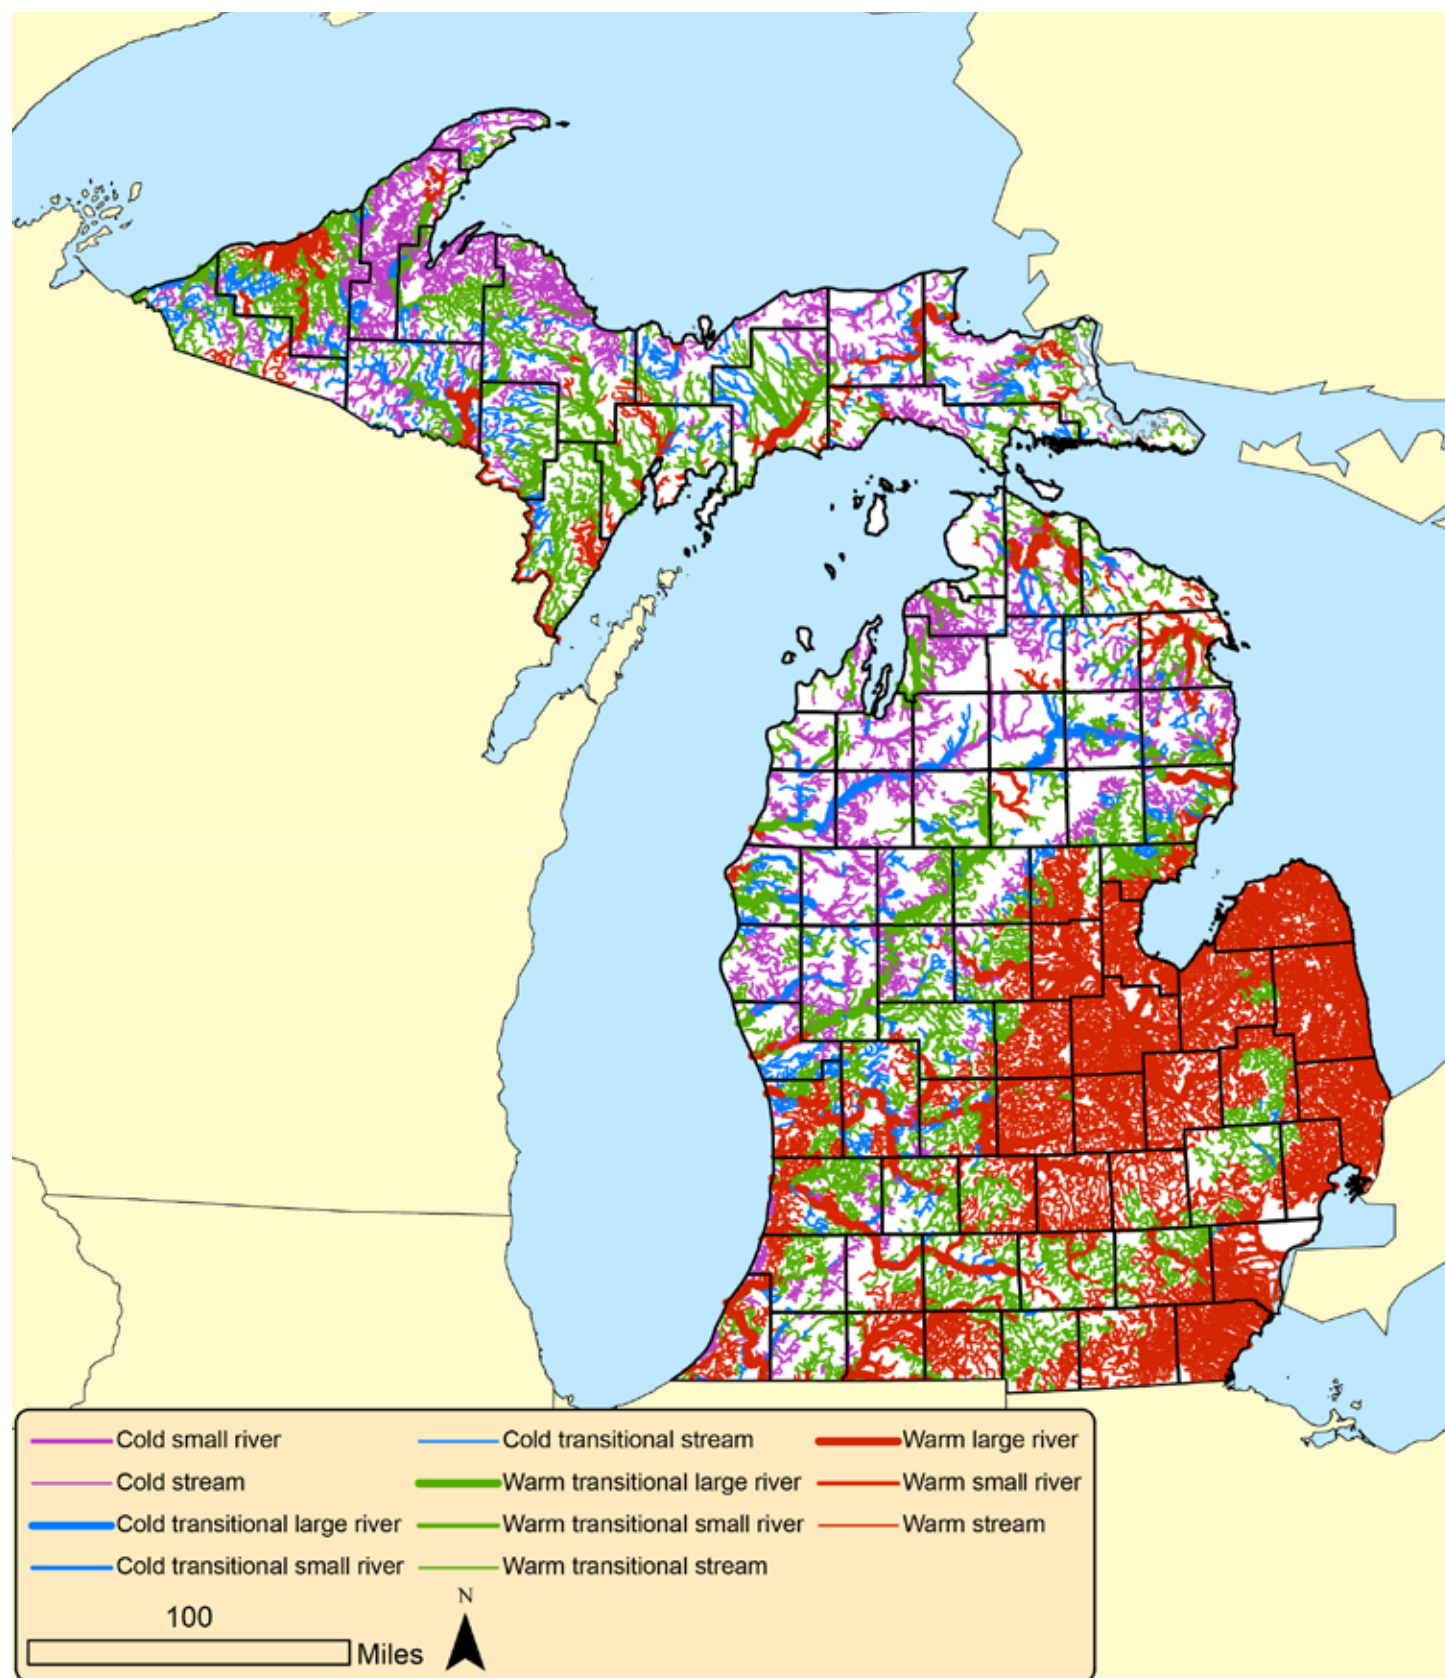 Cold small river
Cold stream
Cold transitional large river
Cold transitional small river
Cold transitional stream
Warm transitional large river
Warm transitional small river
Warm transitional stream
Warm large river
Warm small river
Warm stream
100
Miles
N